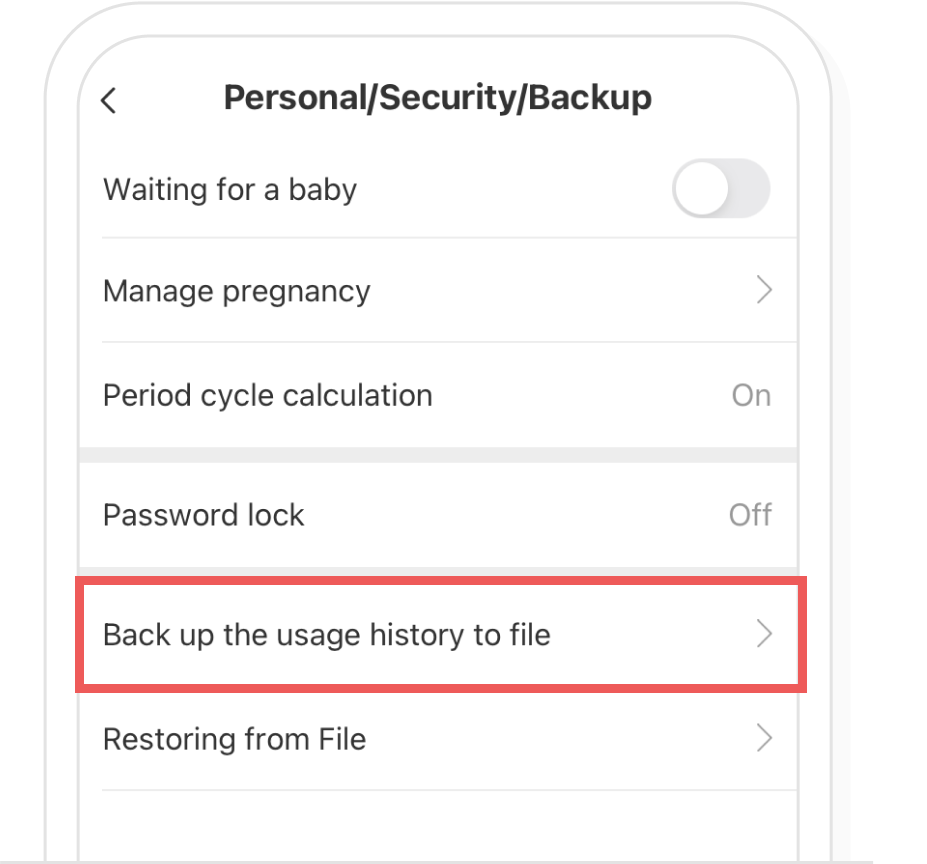 Personal/Security/Backup
Waiting for a baby
Manage pregnancy
Period cycle calculation On
Password lock Off
Back up the usage history to file
Restoring from File